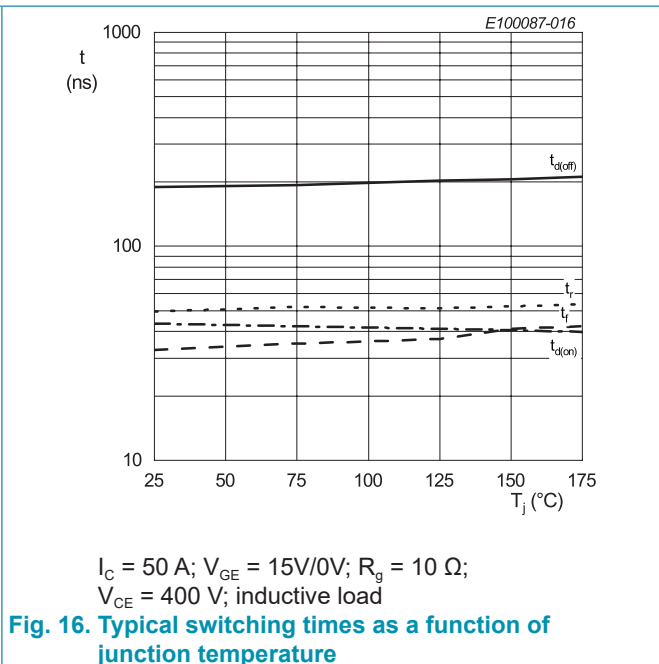 E100087-016
1000
t
(ns)
t_d(off)
100
t_r
t_f
t_d(on)
10
25 50 75 100 125 150 175
T_j (°C)
I_C = 50 A; V_GE = 15V/0V; R_g = 10 Ω;
V_CE = 400 V; inductive load
Fig. 16. Typical switching times as a function of
junction temperature